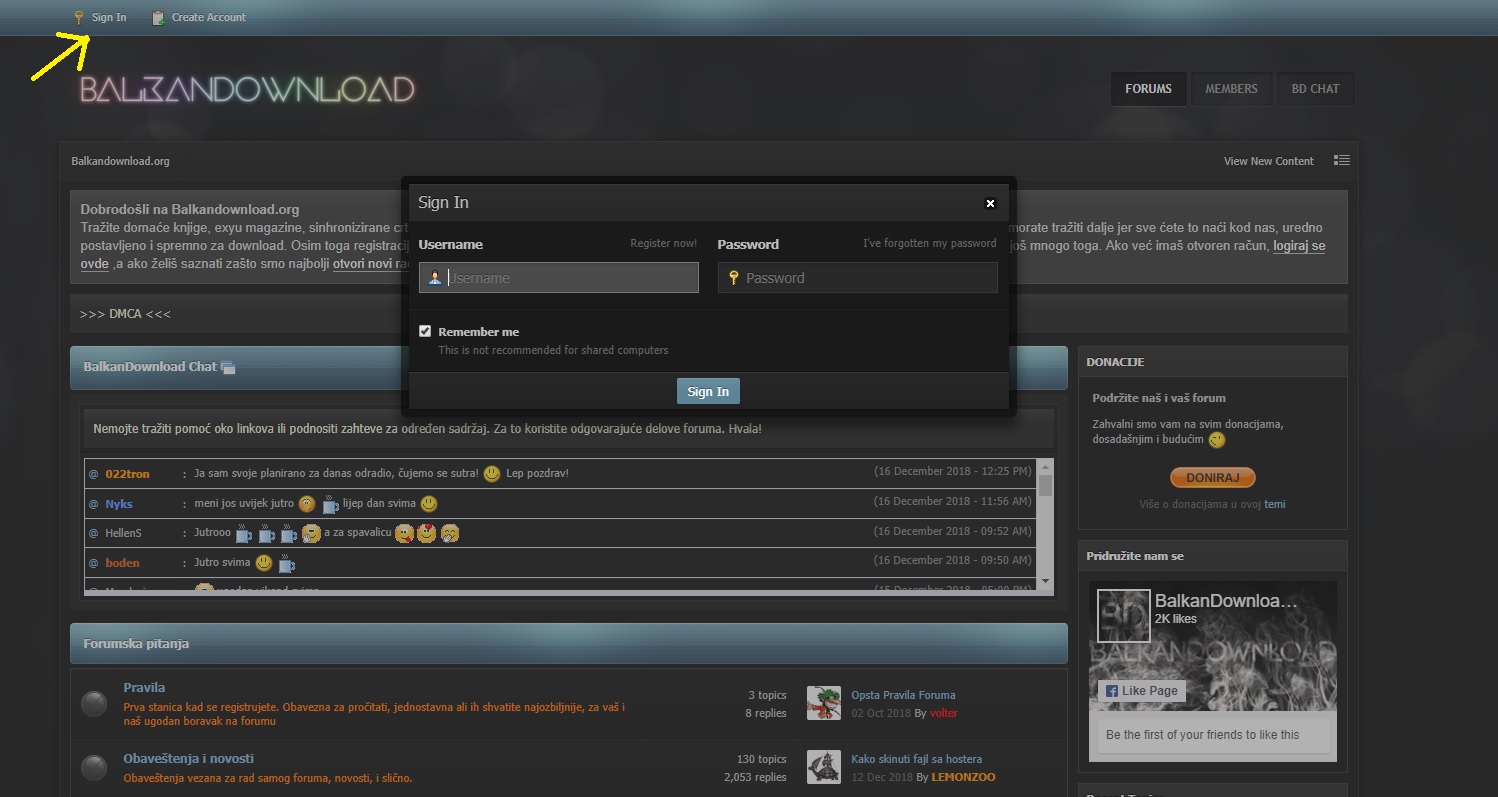 Sign In
Create Account
BALKANDOWNLOAD
FORUMS
MEMBERS
BD CHAT
Balkandownload.org
View New Content
Dobrodošli na Balkandownload.org
Tražite domaće knjige, exyu magazine, sinhronizirane
morate tražiti dalje jer sve ćete to naći kod nas, uredno
postavljeno i spremno za download. Osim toga
još mnogo toga. Ako već imaš otvoren račun, logiraj se
ovde ,a ako želiš saznati zašto smo najbolji otvori novi
>>> DMCA <<<
Sign In
Username
Register now!
Password
I've forgotten my password
Username
Password
Remember me
This is not recommended for shared computers
Sign In
BalkanDownload Chat
Nemojte tražiti pomoć oko linkova ili podnositi zahteve za određen sadržaj. Za to koristite odgovarajuće delove foruma. Hvala!
@ 022tron : Ja sam svoje planirano za danas odradio, čujemo se sutra! Lep pozdrav! (16 December 2018 - 12:25 PM)
@ Nyks : meni jos uvijek jutro lijep dan svima (16 December 2018 - 11:56 AM)
@ HellenS : Jutrooo a za spavalicu (16 December 2018 - 09:52 AM)
@ boden : Jutro svima (16 December 2018 - 09:50 AM)
(15 December 2018 - 05:00 PM)
DONACIJE
Podržite naš i vaš forum
Zahvalni smo vam na svim donacijama,
dosadašnjim i budućim
DONIRAJ
Više o donacijama u ovoj temi
Pridružite nam se
BD
BalkanDownloa...
2K likes
BALKANDOWNLOAD
Like Page
Be the first of your friends to like this
Forumska pitanja
Pravila
Prva stanica kad se registrujete. Obavezna za pročitati, jednostavna ali ih shvatite najozbiljnije, za vaš i
naš ugodan boravak na forumu
3 topics
8 replies
Opsta Pravila Foruma
02 Oct 2018 By volter
Obaveštenja i novosti
Obaveštenja vezana za rad samog foruma, novosti, i slično.
130 topics
2,053 replies
Kako skinuti fajl sa hostera
12 Dec 2018 By LEMONZOO